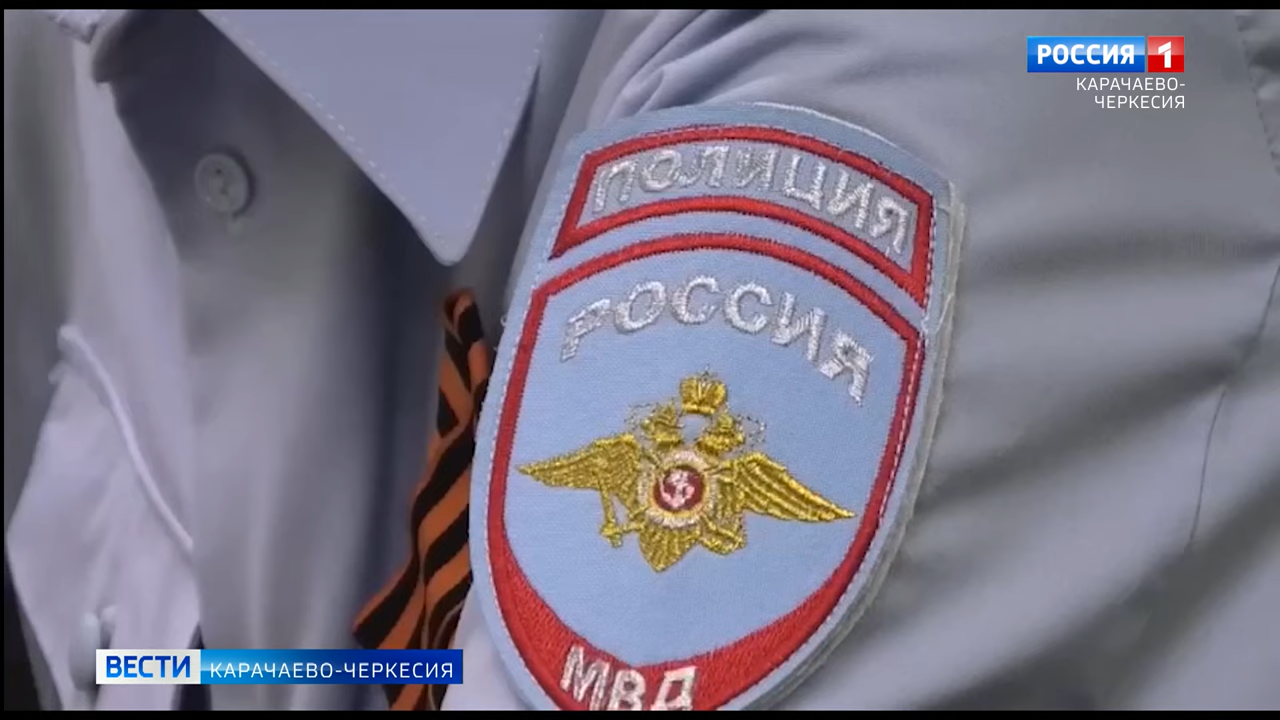 РОССИЯ 1
КАРАЧАЕВО-
ЧЕРКЕСИЯ
ПОЛИЦИЯ
РОССИЯ
МВД
ВЕСТИ КАРАЧАЕВО-ЧЕРКЕСИЯ